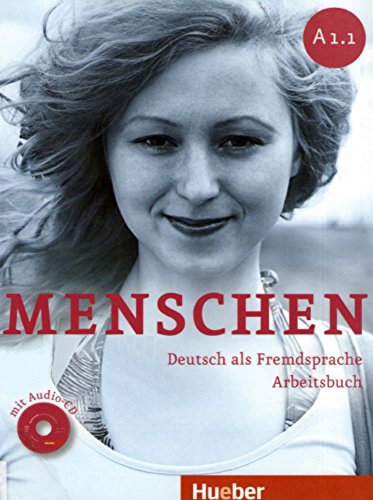 A1.1
MENSCHEN
Deutsch als Fremdsprache
Arbeitsbuch
mit Audio-CD
Hueber